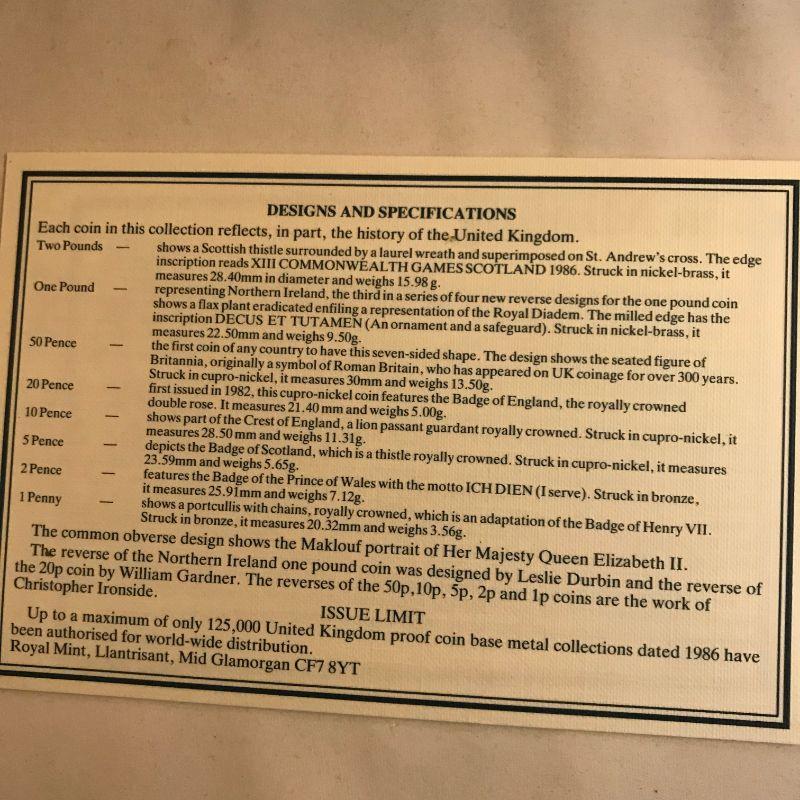 DESIGNS AND SPECIFICATIONS
Each coin in this collection reflects, in part, the history of the United Kingdom.
Two Pounds — shows a Scottish thistle surrounded by a laurel wreath and superimposed on St. Andrew's cross. The edge
inscription reads XIII COMMONWEALTH GAMES SCOTLAND 1986. Struck in nickel-brass, it
measures 28.40mm in diameter and weighs 15.98 g.
One Pound — representing Northern Ireland, the third in a series of four new reverse designs for the one pound coin
shows a flax plant eradicated enfiling a representation of the Royal Diadem. The milled edge has the
inscription DECUS ET TUTAMEN (An ornament and a safeguard). Struck in nickel-brass, it
measures 22.50mm and weighs 9.50g.
50 Pence — the first coin of any country to have this seven-sided shape. The design shows the seated figure of
Britannia, originally a symbol of Roman Britain, who has appeared on UK coinage for over 300 years.
Struck in cupro-nickel, it measures 30mm and weighs 13.50g.
20 Pence — first issued in 1982, this cupro-nickel coin features the Badge of England, the royally crowned
double rose. It measures 21.40 mm and weighs 5.00g.
10 Pence — shows part of the Crest of England, a lion passant guardant royally crowned. Struck in cupro-nickel, it
measures 28.50 mm and weighs 11.31g.
5 Pence — depicts the Badge of Scotland, which is a thistle royally crowned. Struck in cupro-nickel, it measures
23.59mm and weighs 5.65g.
2 Pence — features the Badge of the Prince of Wales with the motto ICH DIEN (I serve). Struck in bronze,
it measures 25.91mm and weighs 7.12g.
1 Penny — shows a portcullis with chains, royally crowned, which is an adaptation of the Badge of Henry VII.
Struck in bronze, it measures 20.32mm and weighs 3.56g.
The common obverse design shows the Maklouf portrait of Her Majesty Queen Elizabeth II.
The reverse of the Northern Ireland one pound coin was designed by Leslie Durbin and the reverse of
the 20p coin by William Gardner. The reverses of the 50p,10p, 5p, 2p and 1p coins are the work of
Christopher Ironside.
ISSUE LIMIT
Up to a maximum of only 125,000 United Kingdom proof coin base metal collections dated 1986 have
been authorised for world-wide distribution.
Royal Mint, Llantrisant, Mid Glamorgan CF7 8YT